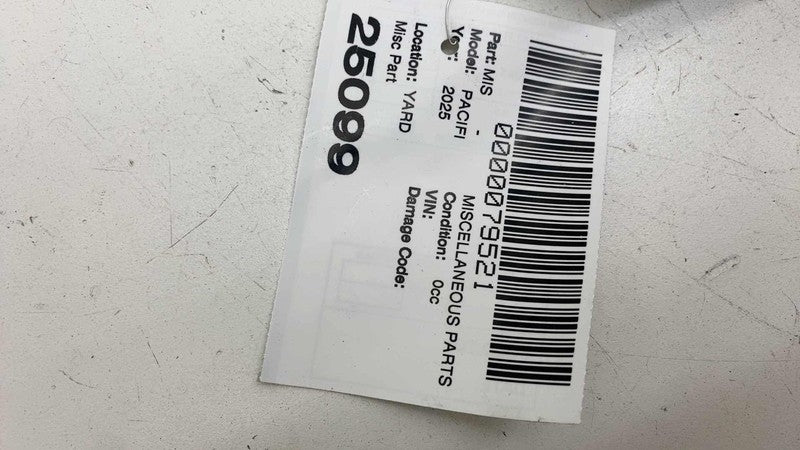 0000079521
Part: MIS - MISCELLANEOUS PARTS
Model: PACIFI Condition: 0cc
Year: 2025 VIN:
Damage Code:
Location: YARD
Misc Part
25099